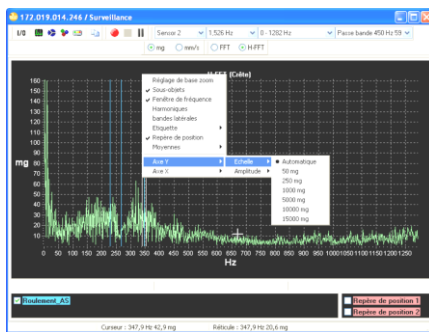 172.019.014.246 / Surveillance
I/O Sensor 2 1,526 Hz 0 - 1282 Hz Passe bande 450 Hz 59
mg mm/s FFT H-FFT
H-FFT (Crête)
Réglage de base zoom
Sous-objets
Fenêtre de fréquence
Harmoniques
bandes latérales
Etiquette
Repère de position
Moyennes
Axe Y Echelle Automatique
Axe X Amplitude 50 mg
250 mg
1000 mg
5000 mg
10000 mg
15000 mg
160
150
140
130
120
110
100
90
80
mg
70
60
50
40
30
20
10
0 50 100 150 200 250 300 350 400 450 500 550 600 650 700 750 800 850 900 950 1000 1050 1100 1150 1200
Hz
Roulement_AS Repère de position 1
Repère de position 2
Curseur : 347,9 Hz 42,9 mg Réticule : 347,9 Hz 20,6 mg